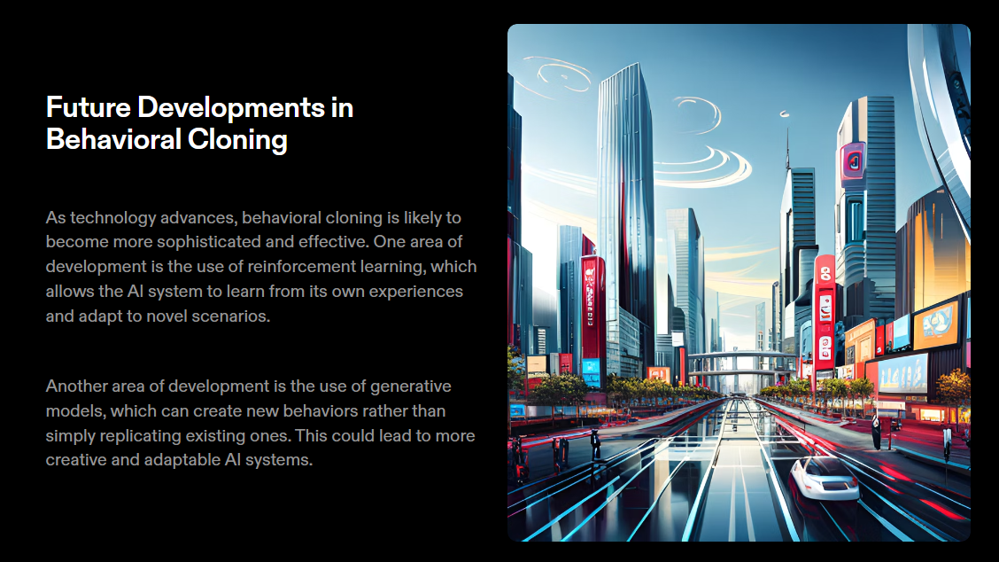 Future Developments in
Behavioral Cloning
As technology advances, behavioral cloning is likely to
become more sophisticated and effective. One area of
development is the use of reinforcement learning, which
allows the AI system to learn from its own experiences
and adapt to novel scenarios.
Another area of development is the use of generative
models, which can create new behaviors rather than
simply replicating existing ones. This could lead to more
creative and adaptable AI systems.